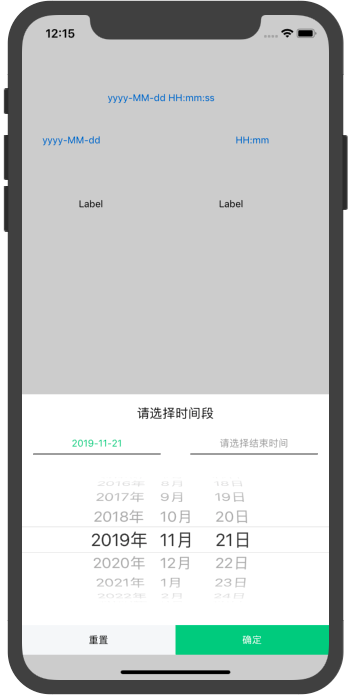 12:15
yyyy-MM-dd HH:mm:ss
yyyy-MM-dd HH:mm
Label Label
请选择时间段
2019-11-21 请选择结束时间
2016年 8月 18日
2017年 9月 19日
2018年 10月 20日
2019年 11月 21日
2020年 12月 22日
2021年 1月 23日
2022年 2月 24日
重置 确定